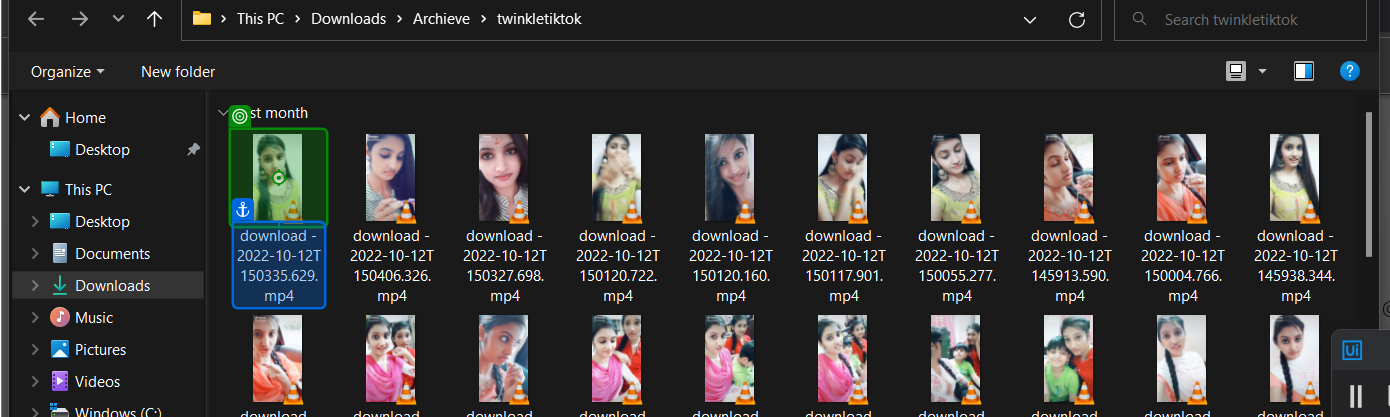 This PC > Downloads > Archieve > twinkletiktok
Search twinkletiktok
Organize
New folder
Home
Desktop
This PC
Desktop
Documents
Downloads
Music
Pictures
Videos
Windows (C:)
st month
download - 2022-10-12T150335.629.mp4
download - 2022-10-12T150406.326.mp4
download - 2022-10-12T150327.698.mp4
download - 2022-10-12T150120.722.mp4
download - 2022-10-12T150120.160.mp4
download - 2022-10-12T150117.901.mp4
download - 2022-10-12T150055.277.mp4
download - 2022-10-12T145913.590.mp4
download - 2022-10-12T150004.766.mp4
download - 2022-10-12T145938.344.mp4
download download download download download download download download download download
Ui